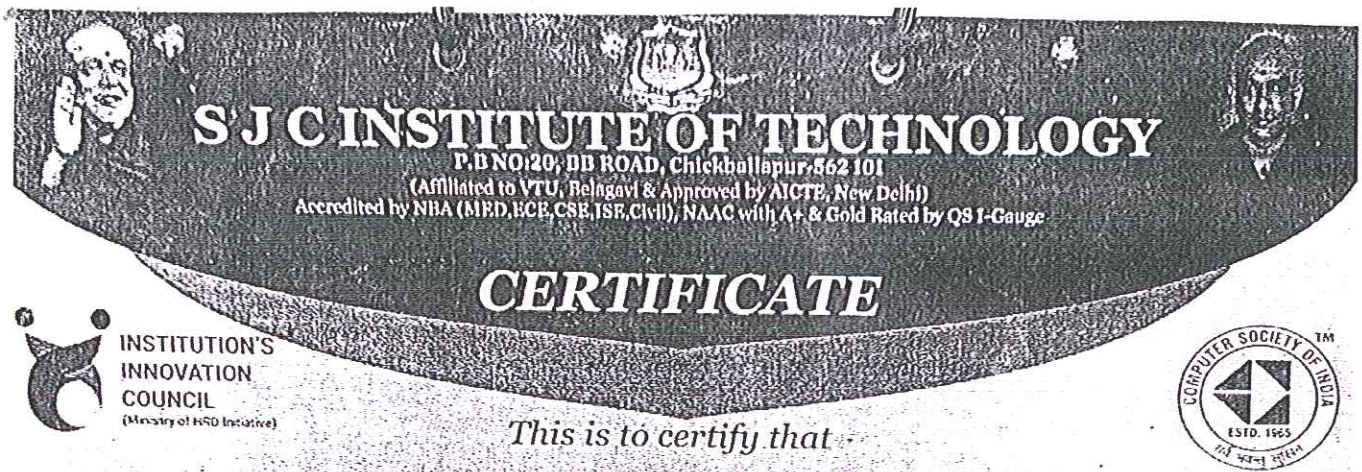 S J C INSTITUTE OF TECHNOLOGY
P.B NO:20, BB ROAD, Chickballapur-562 101
(Affiliated to VTU, Belagavi & Approved by AICTE, New Delhi)
Accredited by NBA (MED,ECE,CSE,ISE,Civil), NAAC with A+ & Gold Rated by QS I-Gauge
CERTIFICATE
INSTITUTION'S
INNOVATION
COUNCIL
(Ministry of HRD Initiative)
COMPUTER SOCIETY OF INDIA
TM
ESTD. 1965
This is to certify that